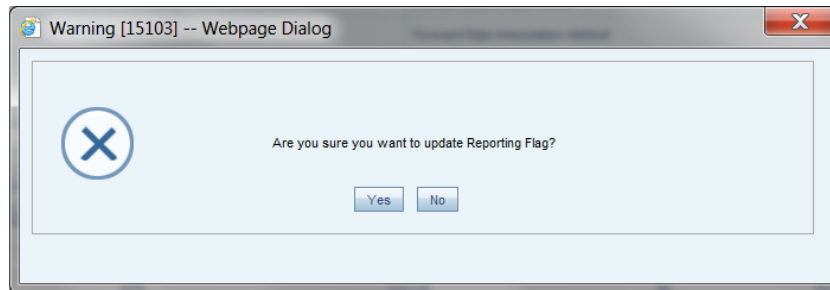 Warning [15103] -- Webpage Dialog
Are you sure you want to update Reporting Flag?
Yes No